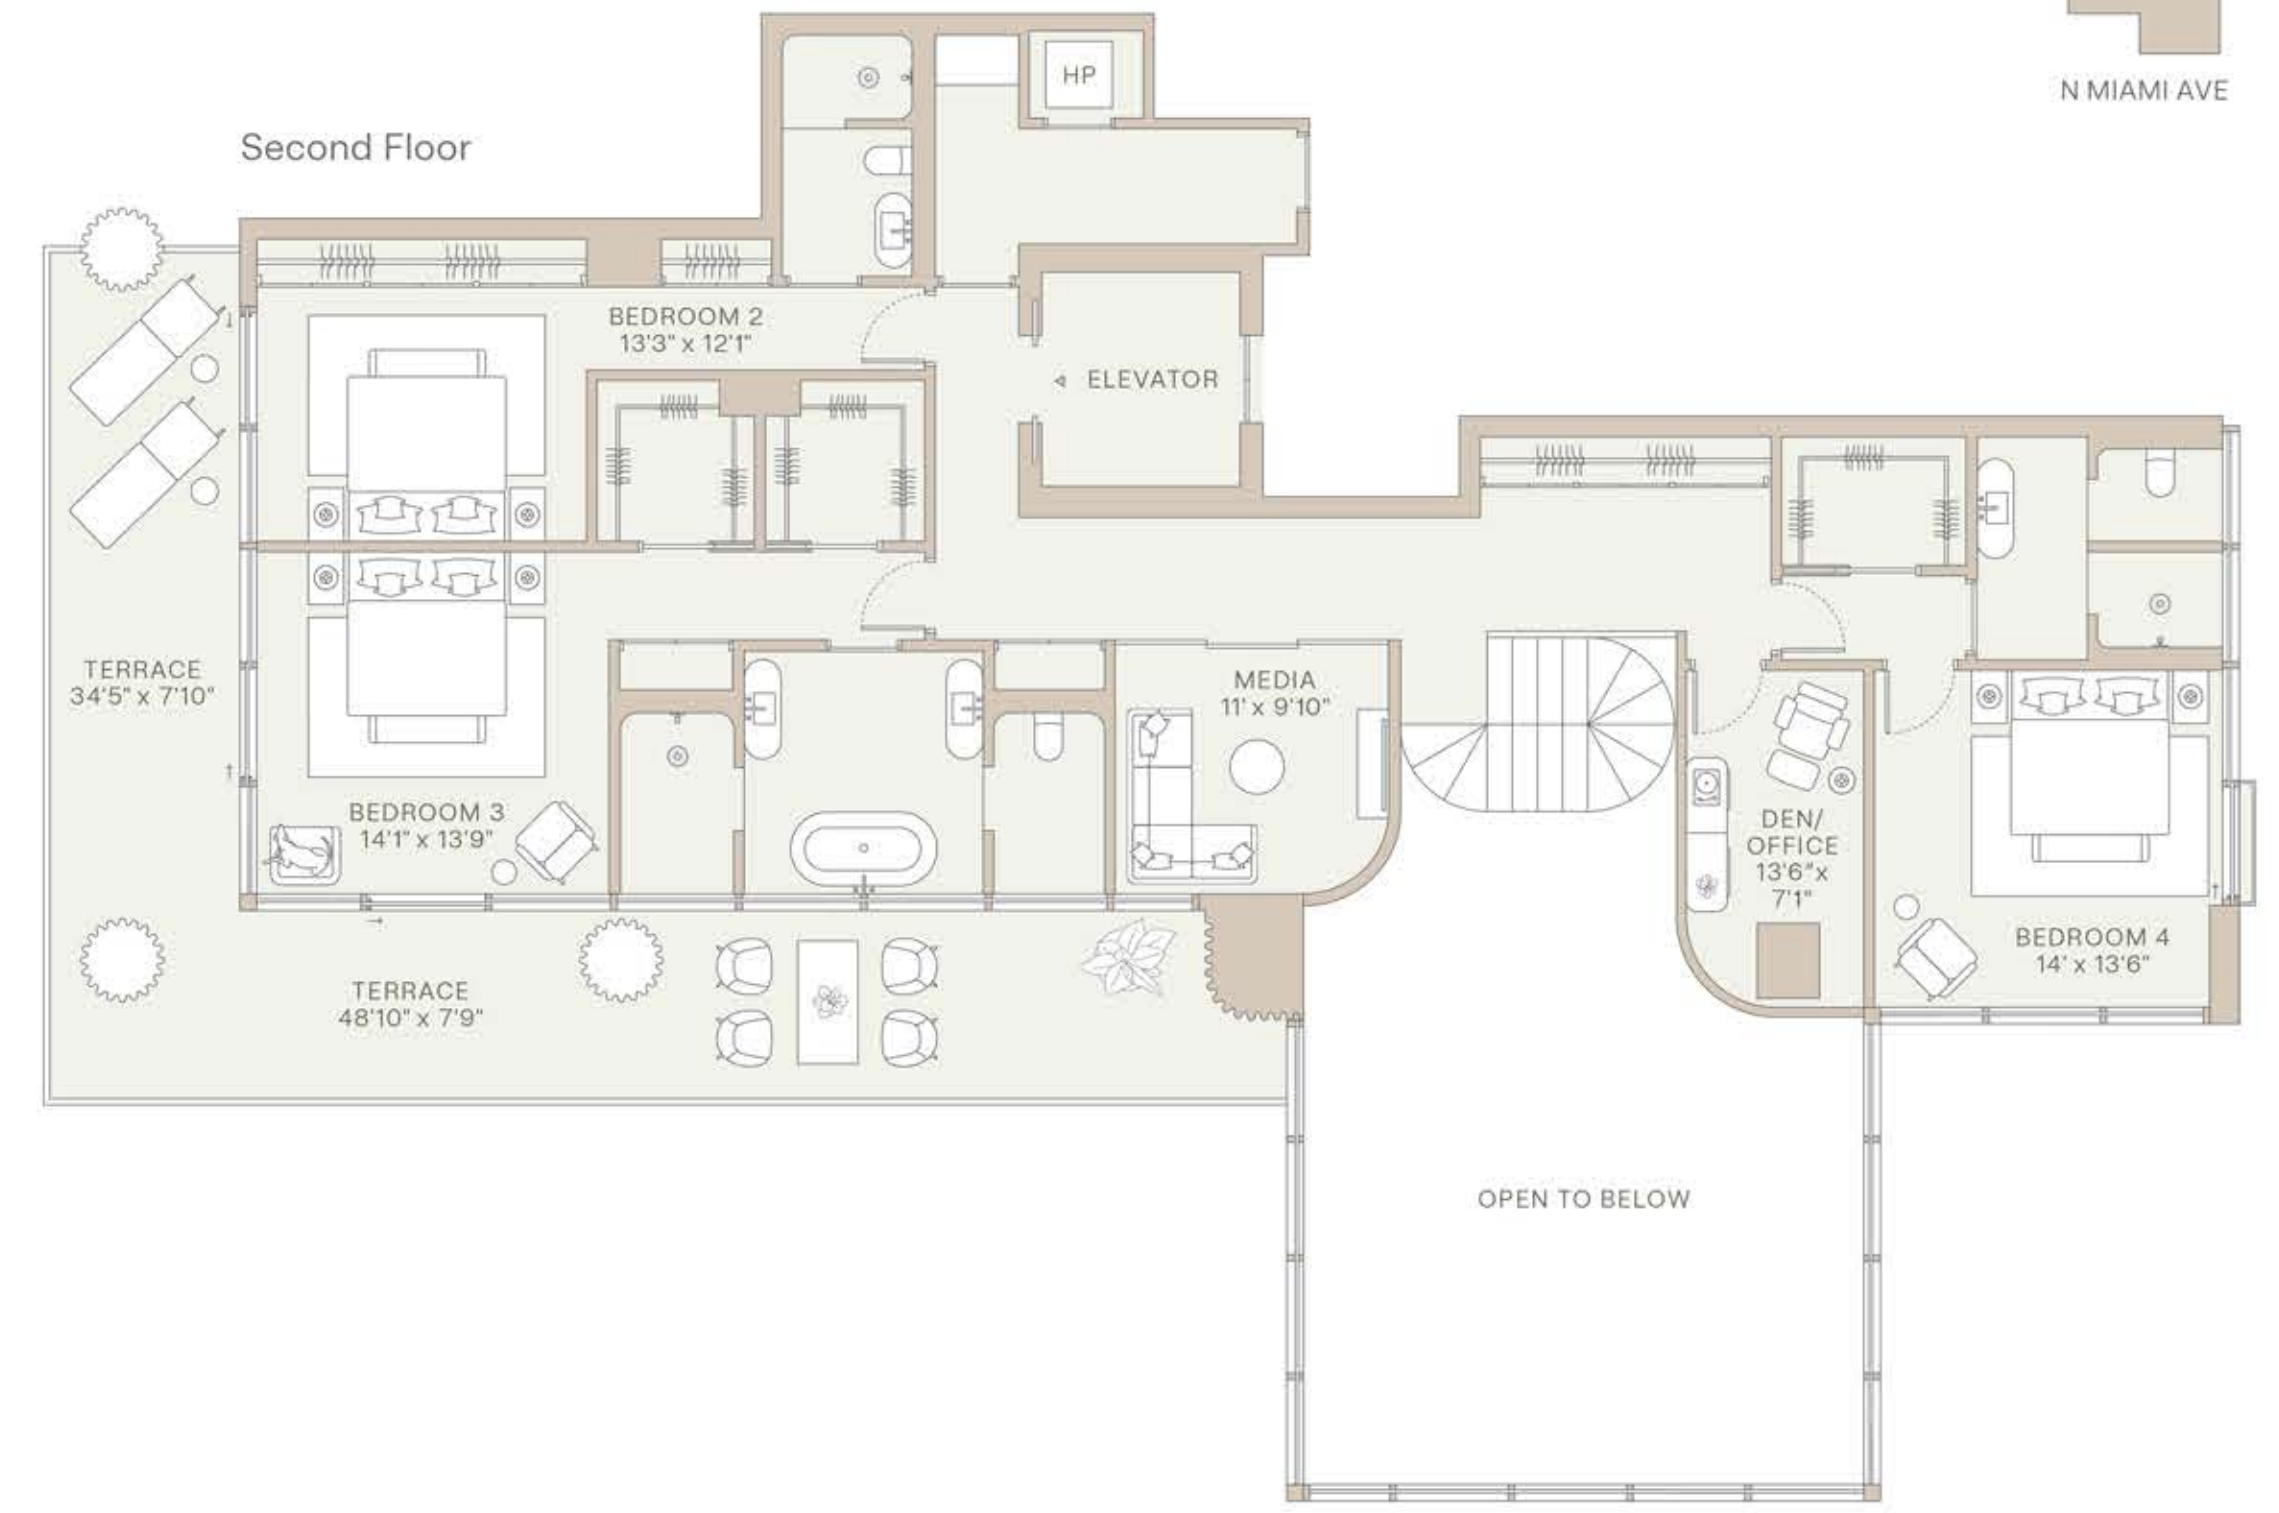 N MIAMI AVE
Second Floor
HP
BEDROOM 2
13'3" x 12'1"
ELEVATOR
TERRACE
34'5" x 7'10"
MEDIA
11' x 9'10"
BEDROOM 3
14'1" x 13'9"
DEN/
OFFICE
13'6"x
7'1"
BEDROOM 4
14' x 13'6"
TERRACE
48'10" x 7'9"
OPEN TO BELOW